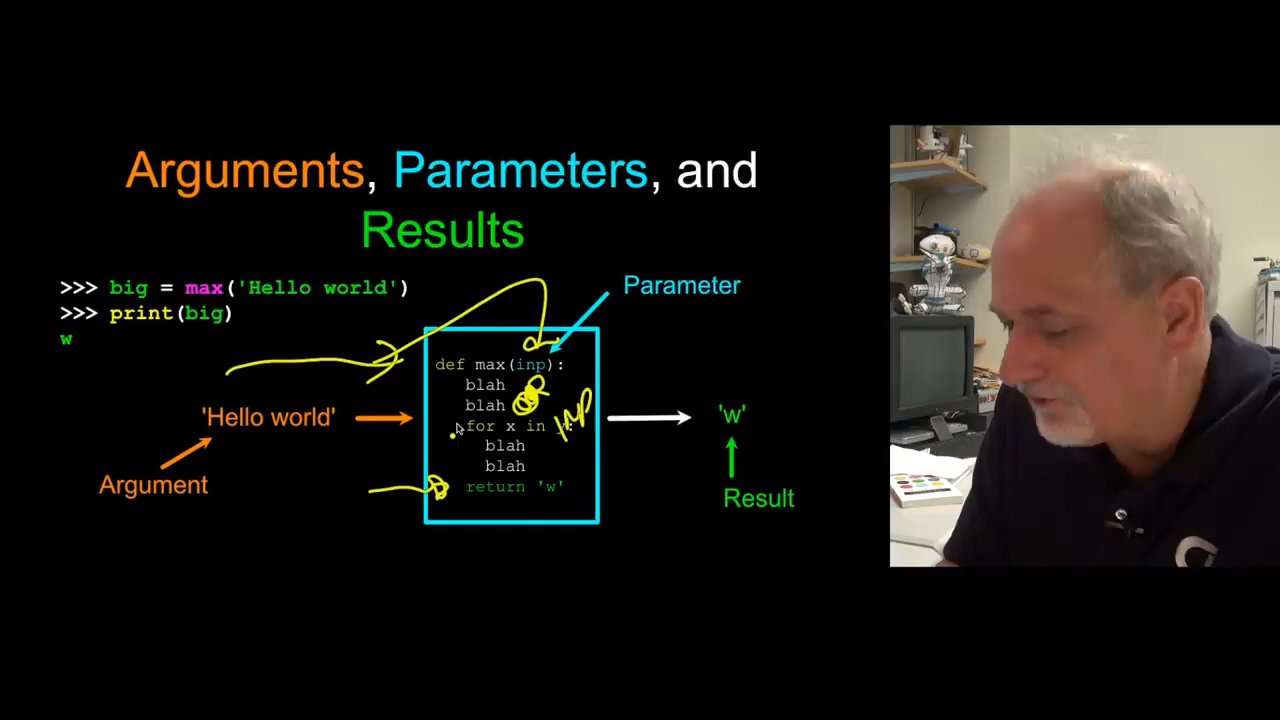 Arguments, Parameters, and
Results
>>> big = max('Hello world')
>>> print(big)
w
Parameter
def max(inp):
blah
blah
for x in y:
blah
blah
return 'w'
inp
'Hello world'
Argument
'w'
Result